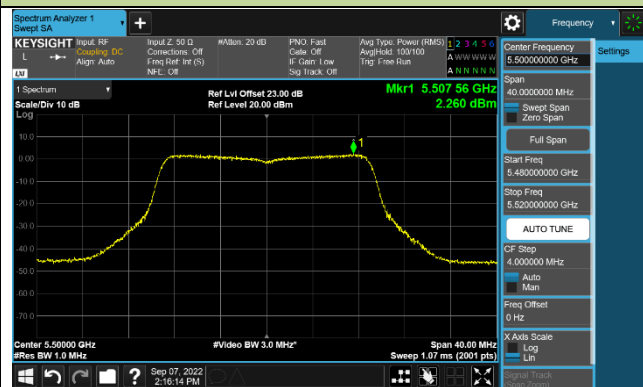 Spectrum Analyzer 1
Swept SA
Frequency
KEYSIGHT
Input: RF
Coupling: DC
Align: Auto
Input Z: 50 Ω
Corrections: Off
Freq Ref: Int (S)
NFE: Off
#Atten: 20 dB
PNO: Fast
Gate: Off
IF Gain: Low
Sig Track: Off
Avg Type: Power (RMS)
Avg|Hold: 100/100
Trig: Free Run
1 2 3 4 5 6
A W W W W W
A N N N N N
L
LXI
1 Spectrum
Scale/Div 10 dB
Log
Ref Lvl Offset 23.00 dB
Ref Level 20.00 dBm
Mkr1 5.507 56 GHz
2.260 dBm
1
10.0
0.00
-10.0
-20.0
-30.0
-40.0
-50.0
-60.0
-70.0
Center 5.50000 GHz
#Res BW 1.0 MHz
#Video BW 3.0 MHz*
Span 40.00 MHz
Sweep 1.07 ms (2001 pts)
Center Frequency
5.500000000 GHz
Settings
Span
40.0000000 MHz
Swept Span
Zero Span
Full Span
Start Freq
5.480000000 GHz
Stop Freq
5.520000000 GHz
AUTO TUNE
CF Step
4.000000 MHz
Auto
Man
Freq Offset
0 Hz
X Axis Scale
Log
Lin
Signal Track
(Span Zoom)
Sep 07, 2022
2:16:14 PM